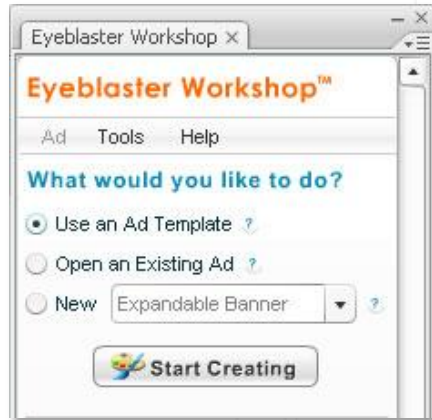 Eyeblaster Workshop
Eyeblaster Workshop™
Ad Tools Help
What would you like to do?
Use an Ad Template ?
Open an Existing Ad ?
New Expandable Banner ?
Start Creating